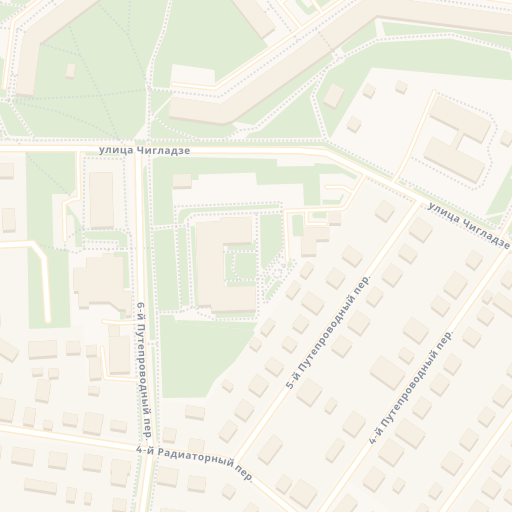 улица Чигладзе
улица Чигладзе
6-й Путепроводный пер.
5-й Путепроводный пер.
4-й Путепроводный пер.
4-й Радиаторный пер.